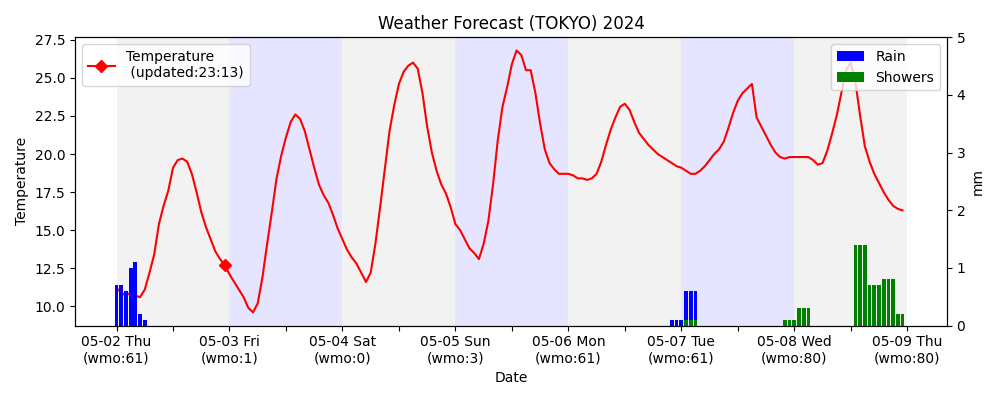 Weather Forecast (TOKYO) 2024
Temperature
(updated:23:13)
Rain
Showers
27.5
25.0
22.5
20.0
17.5
15.0
12.5
10.0
Temperature
5
4
3
2
1
0
mm
05-02 Thu
(wmo:61)
05-03 Fri
(wmo:1)
05-04 Sat
(wmo:0)
05-05 Sun
(wmo:3)
05-06 Mon
(wmo:61)
05-07 Tue
(wmo:61)
05-08 Wed
(wmo:80)
05-09 Thu
(wmo:80)
Date